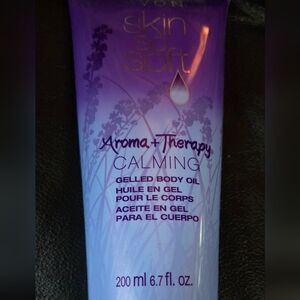 AVON
skin
so
soft
Aroma+Therapy
CALMING
GELLED BODY OIL
HUILE EN GEL
POUR LE CORPS
ACEITE EN GEL
PARA EL CUERPO
200 ml 6.7 fl. oz.